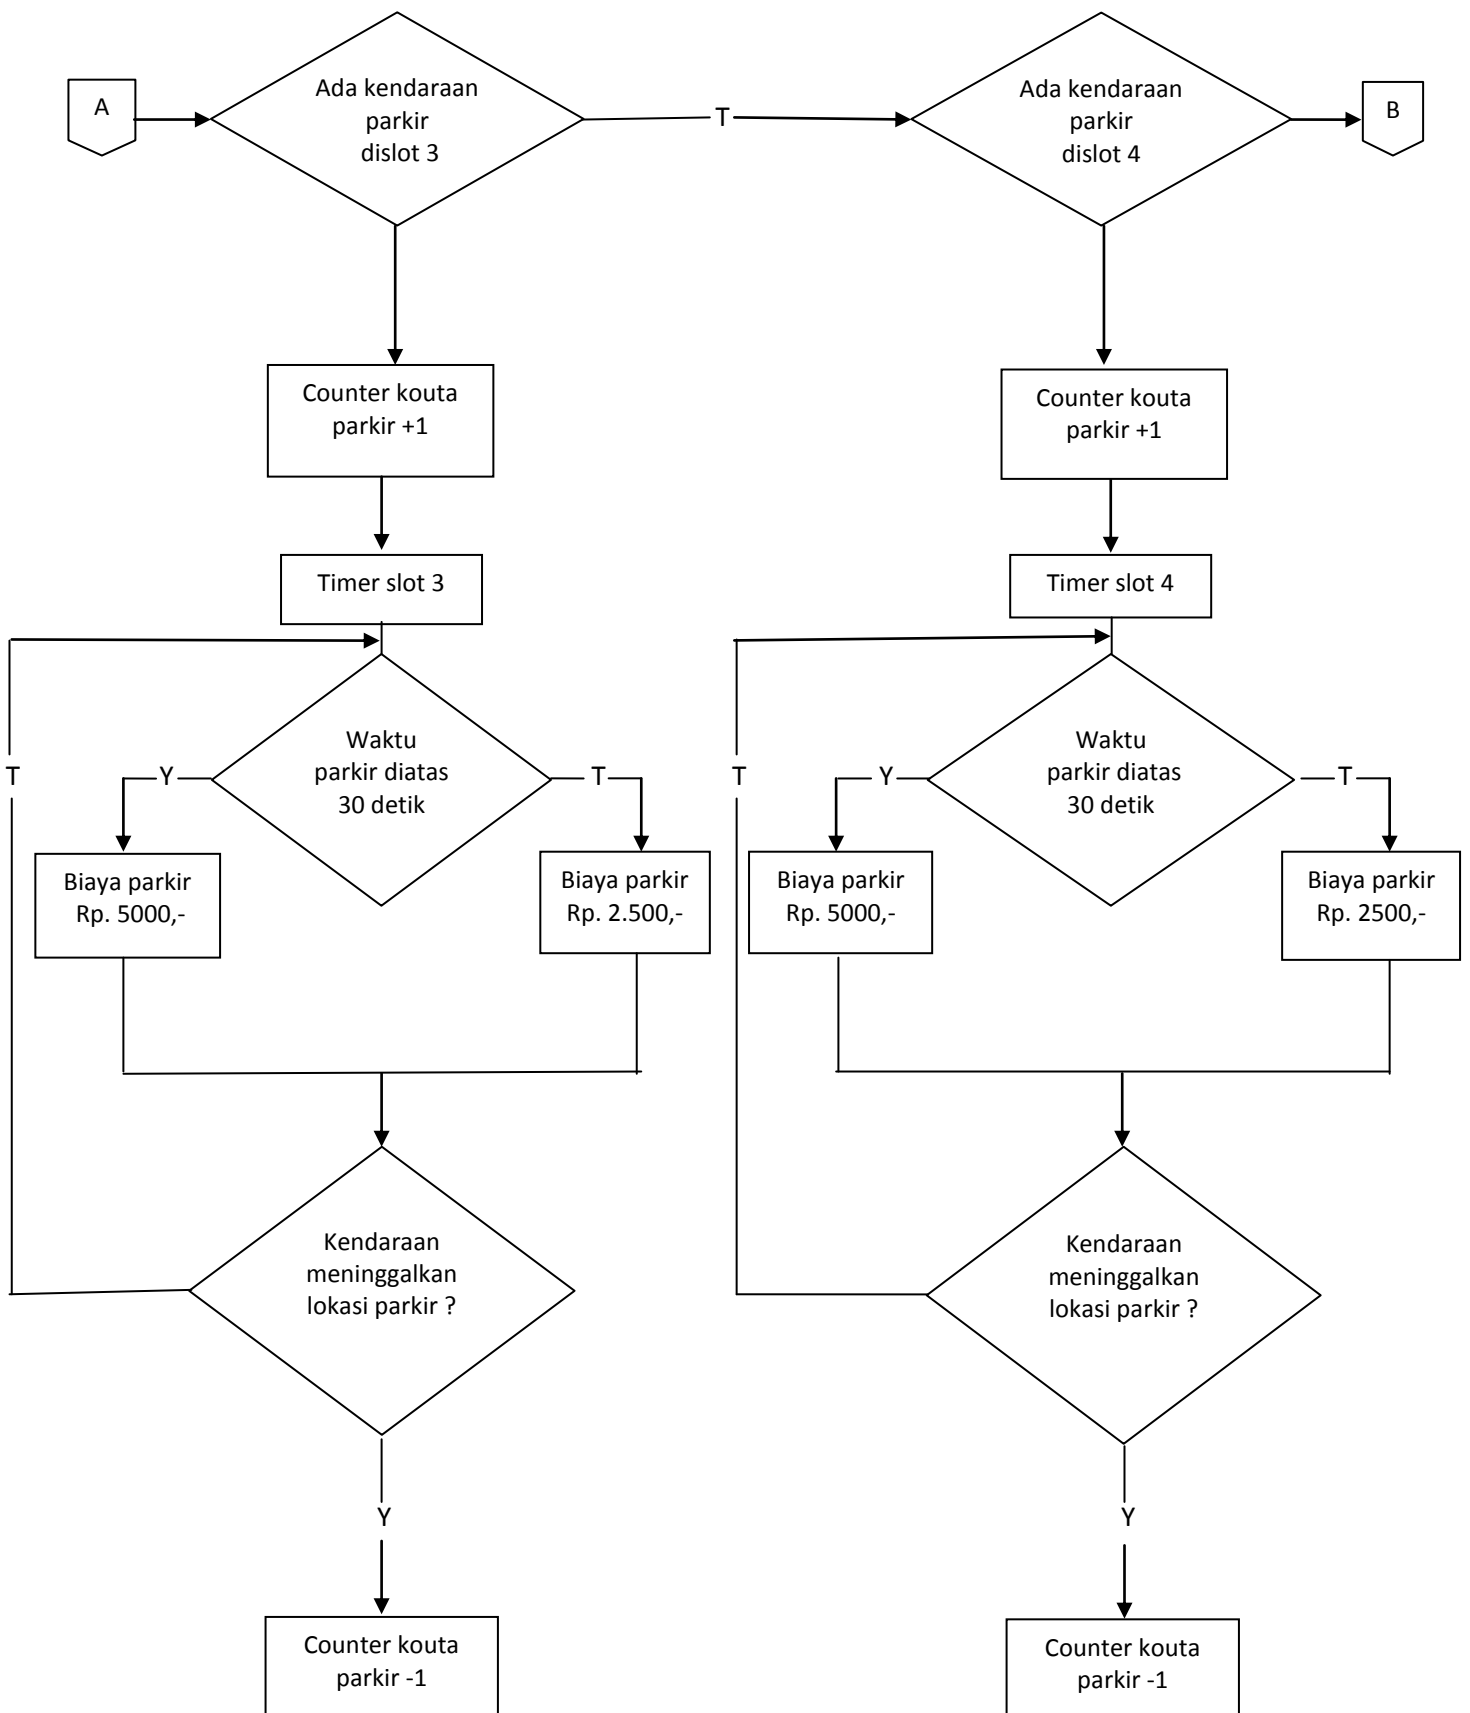 A
Ada kendaraan
parkir
dislot 3
T
Ada kendaraan
parkir
dislot 4
B
Counter kouta
parkir +1
Counter kouta
parkir +1
Timer slot 3
Timer slot 4
T
Y
Waktu
parkir diatas
30 detik
T
T
Y
Waktu
parkir diatas
30 detik
T
Biaya parkir
Rp. 5000,-
Biaya parkir
Rp. 2.500,-
Biaya parkir
Rp. 5000,-
Biaya parkir
Rp. 2500,-
Kendaraan
meninggalkan
lokasi parkir ?
Kendaraan
meninggalkan
lokasi parkir ?
Y
Y
Counter kouta
parkir -1
Counter kouta
parkir -1